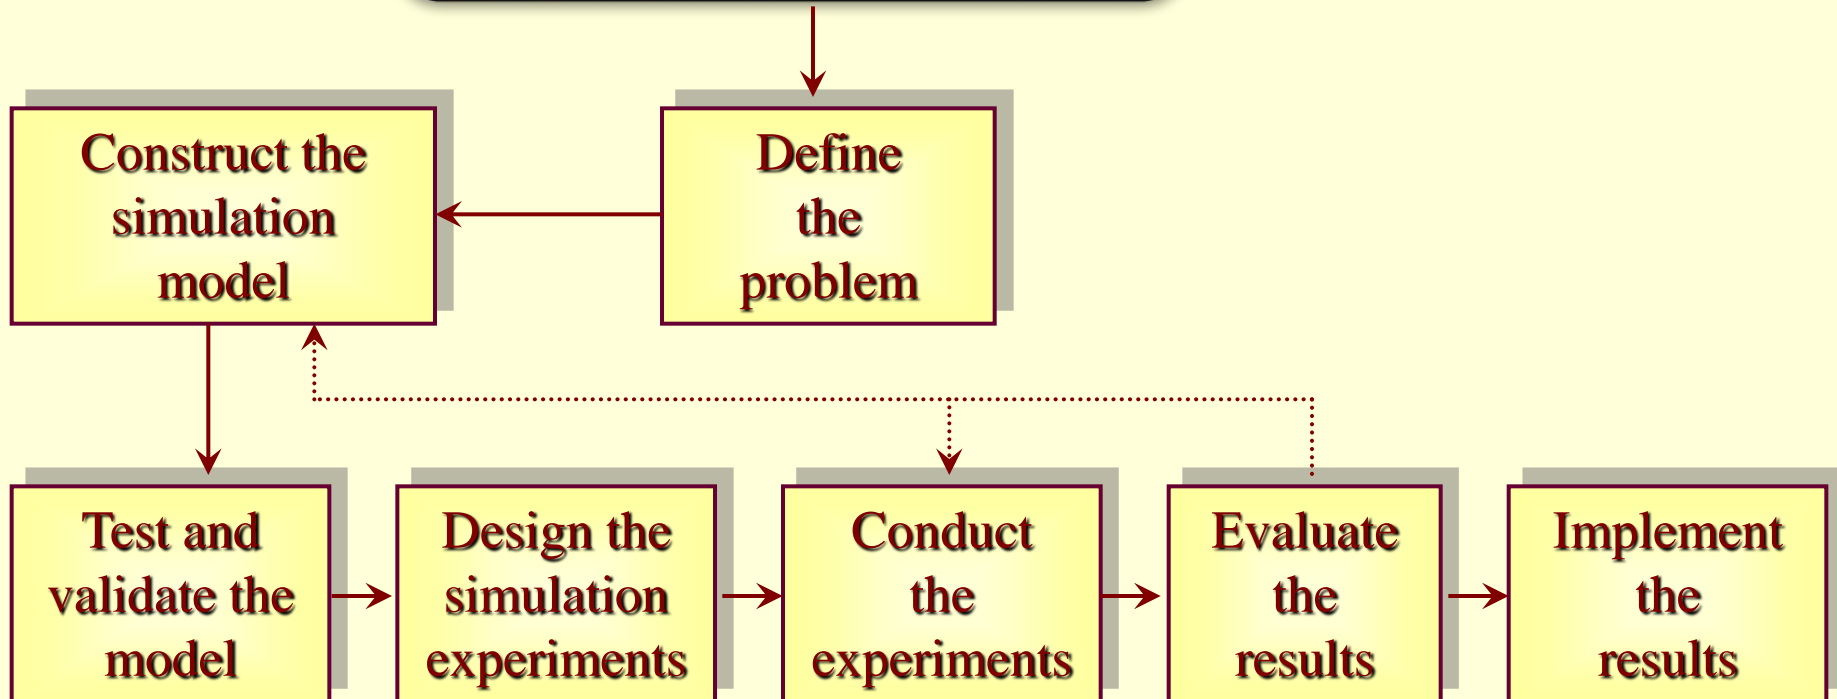 Construct the
simulation
model
Define
the
problem
Test and
validate the
model
Design the
simulation
experiments
Conduct
the
experiments
Evaluate
the
results
Implement
the
results